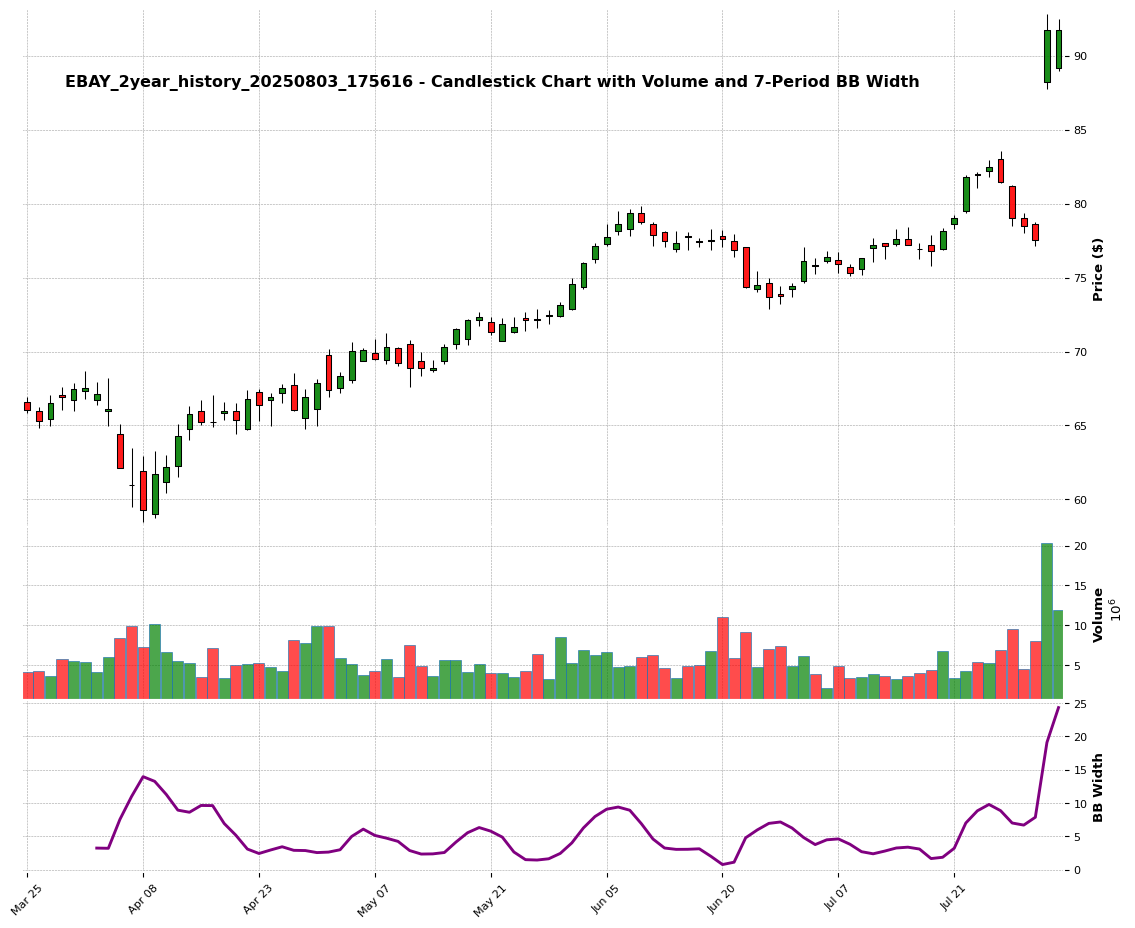 EBAY_2year_history_20250803_175616 - Candlestick Chart with Volume and 7-Period BB Width
90
85
80
75
70
65
60
Price ($)
20
15
10
5
Volume
10^6
25
20
15
10
5
0
BB Width
Mar 25
Apr 08
Apr 23
May 07
May 21
Jun 05
Jun 20
Jul 07
Jul 21